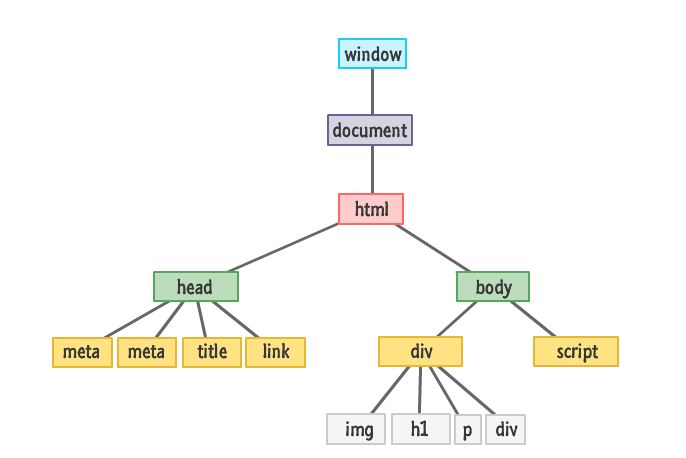 window
document
html
head body
meta meta title link div script
img h1 p div